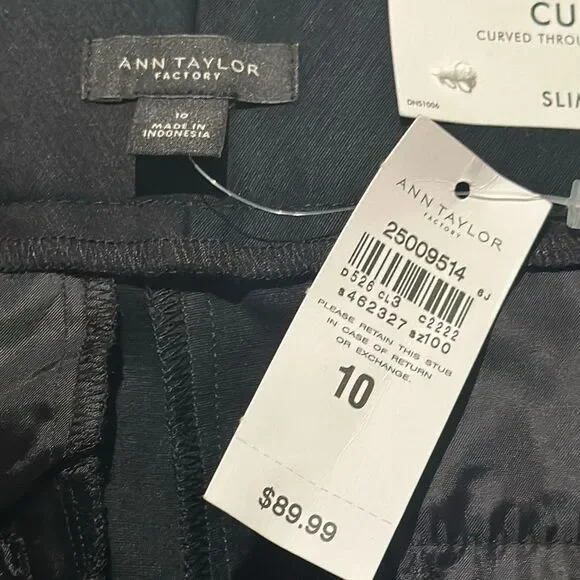 ANN TAYLOR
FACTORY
10
MADE IN
INDONESIA
CU
CURVED THROU
DNS1006
SLIM
ANN TAYLOR
FACTORY
25009514
6J
D526 CL3 C2222
s462327 sz100
PLEASE RETAIN THIS STUB
IN CASE OF RETURN
OR EXCHANGE.
10
$89.99